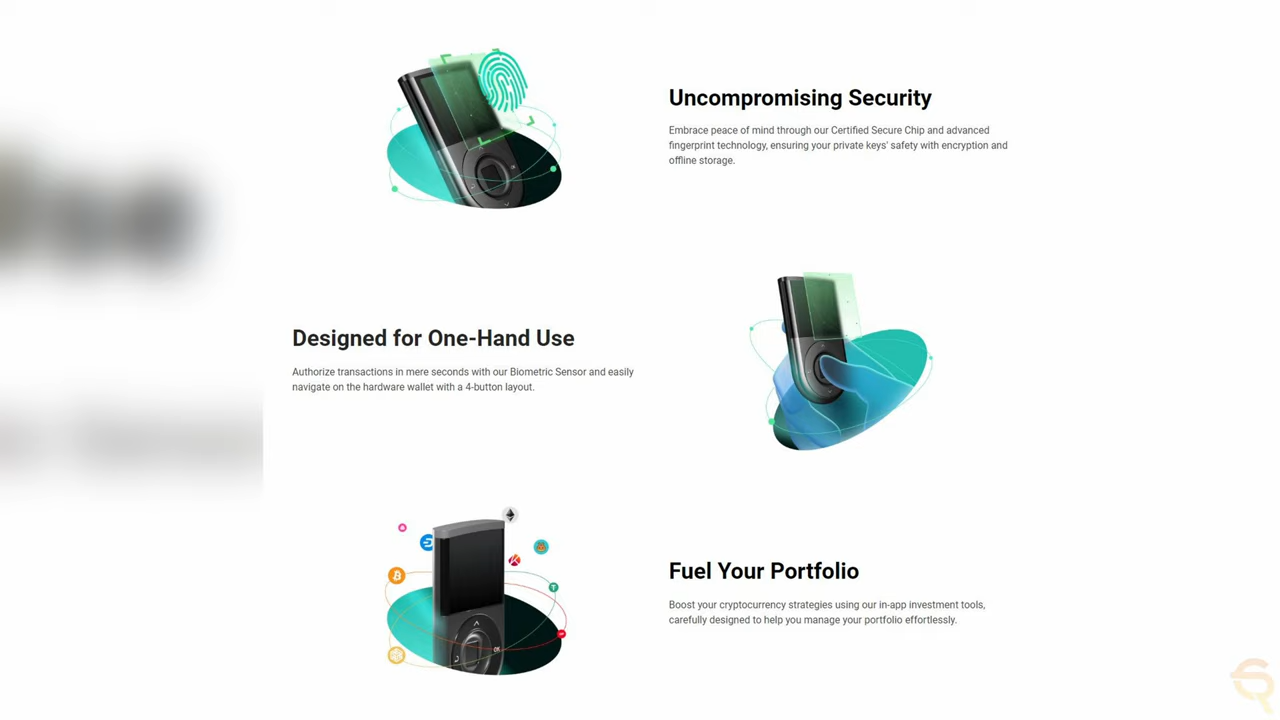 Uncompromising Security
Embrace peace of mind through our Certified Secure Chip and advanced
fingerprint technology, ensuring your private keys' safety with encryption and
offline storage.
Designed for One-Hand Use
Authorize transactions in mere seconds with our Biometric Sensor and easily
navigate on the hardware wallet with a 4-button layout.
OK
Fuel Your Portfolio
Boost your cryptocurrency strategies using our in-app investment tools,
carefully designed to help you manage your portfolio effortlessly.